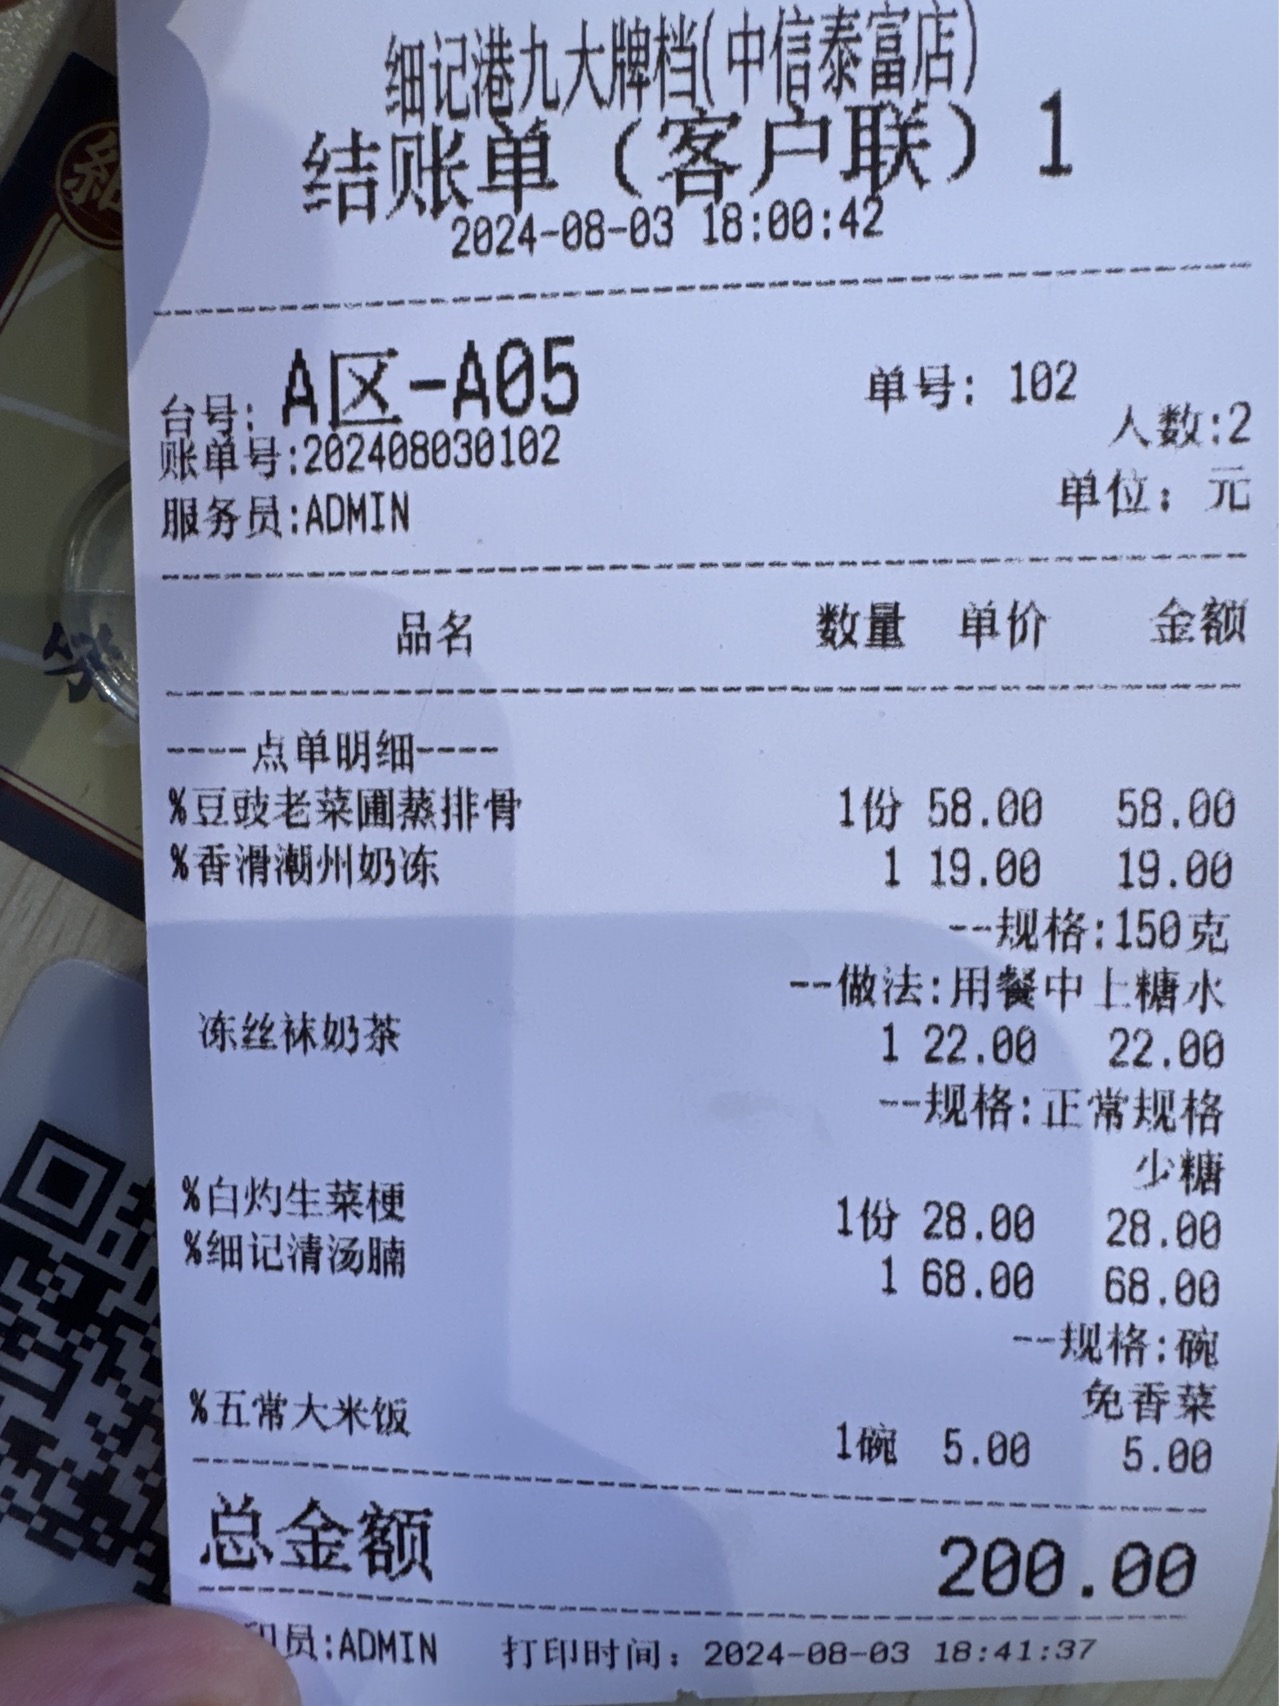 细记港九大牌档(中信泰富店)
结账单（客户联）1
2024-08-03 18:00:42
台号: A区-A05 单号: 102
人数:2
账单号:202408030102
单位: 元
服务员:ADMIN
品名 数量 单价 金额
----点单明细----
%豆豉老菜圃蒸排骨 1份 58.00 58.00
%香滑潮州奶冻 1 19.00 19.00
--规格:150克
--做法:用餐中上糖水
冻丝袜奶茶 1 22.00 22.00
--规格:正常规格
少糖
%白灼生菜梗 1份 28.00 28.00
%细记清汤腩 1 68.00 68.00
--规格:碗
免香菜
%五常大米饭 1碗 5.00 5.00
总金额 200.00
印员:ADMIN 打印时间: 2024-08-03 18:41:37